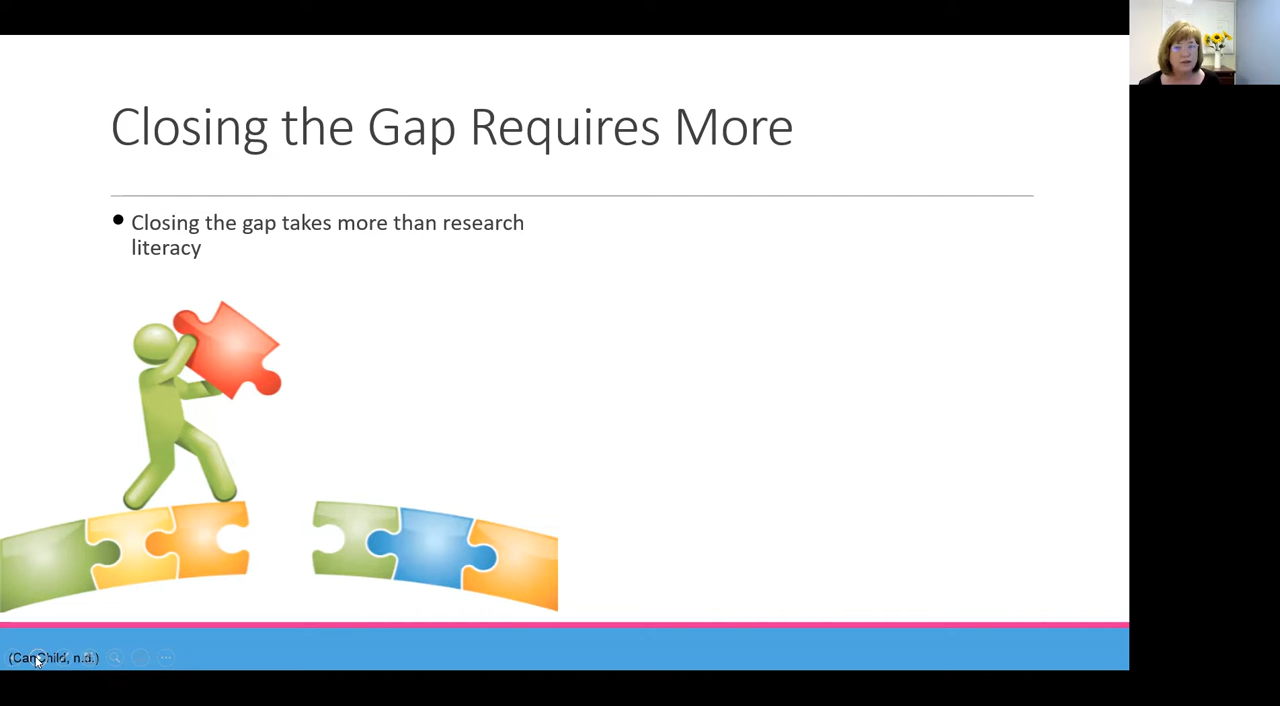 Closing the Gap Requires More
● Closing the gap takes more than research
literacy
(CanChild, n.d.)